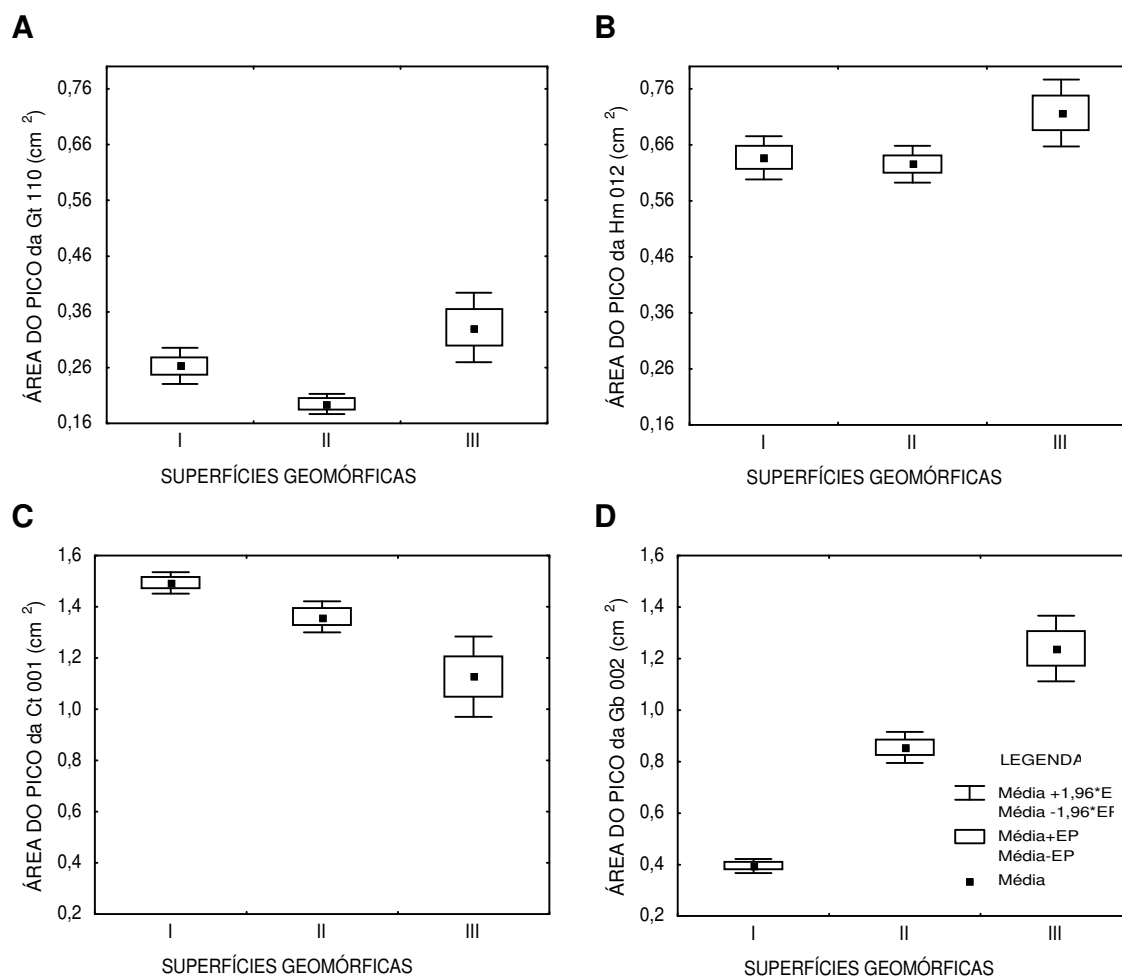 A
ÁREA DO PICO da Gt 110 (cm 2)
0,76
0,66
0,56
0,46
0,36
0,26
0,16
I II III
SUPERFÍCIES GEOMÓRFICAS
B
ÁREA DO PICO da Hm 012 (cm 2)
0,76
0,66
0,56
0,46
0,36
0,26
0,16
I II III
SUPERFÍCIES GEOMÓRFICAS
C
ÁREA DO PICO da Ct 001 (cm 2)
1,6
1,4
1,2
1,0
0,8
0,6
0,4
0,2
I II III
SUPERFÍCIES GEOMÓRFICAS
D
ÁREA DO PICO da Gb 002 (cm 2)
1,6
1,4
1,2
1,0
0,8
0,6
0,4
0,2
I II III
SUPERFÍCIES GEOMÓRFICAS
LEGENDA
Média +1,96*E
Média -1,96*EP
Média+EP
Média-EP
Média